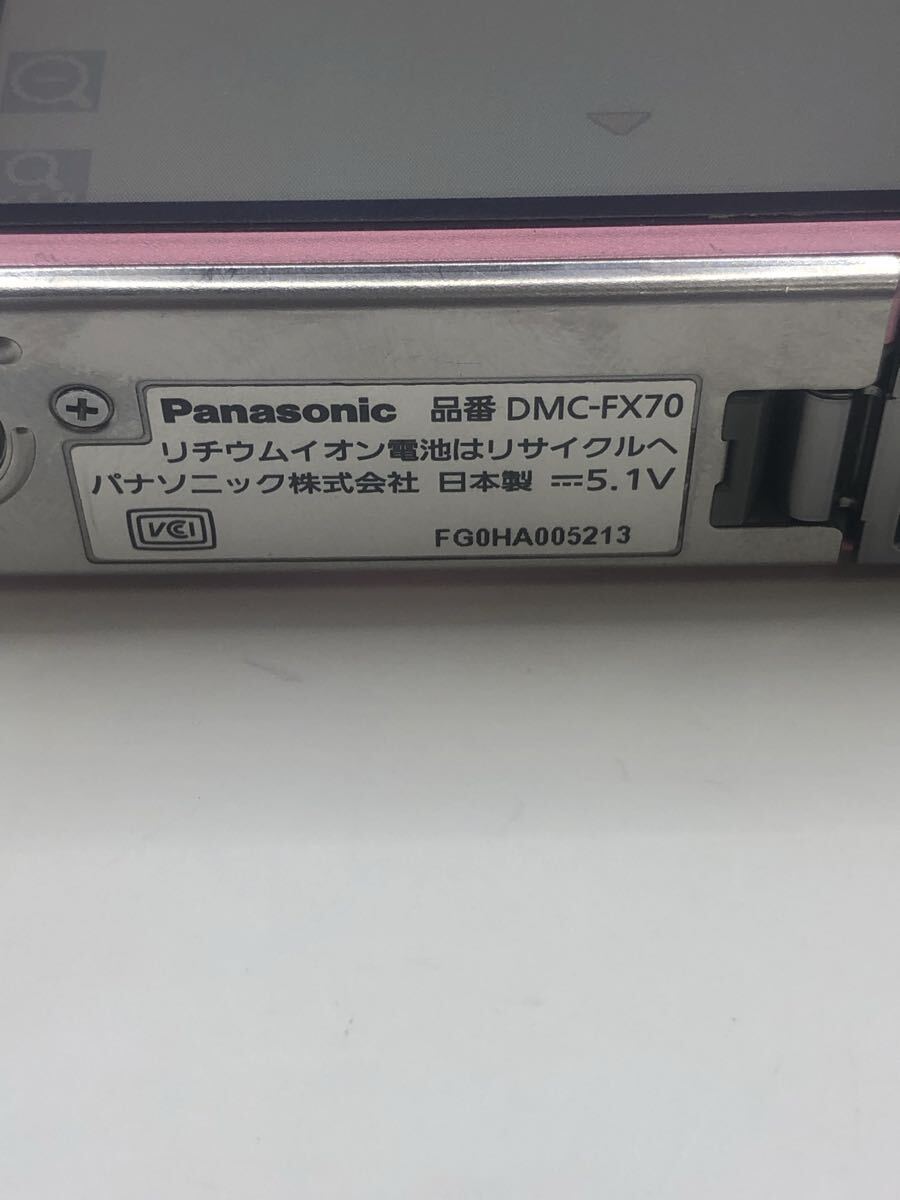 Panasonic 品番 DMC-FX70
リチウムイオン電池はリサイクルへ
パナソニック株式会社 日本製 ⎓5.1V
VCI FG0HA005213